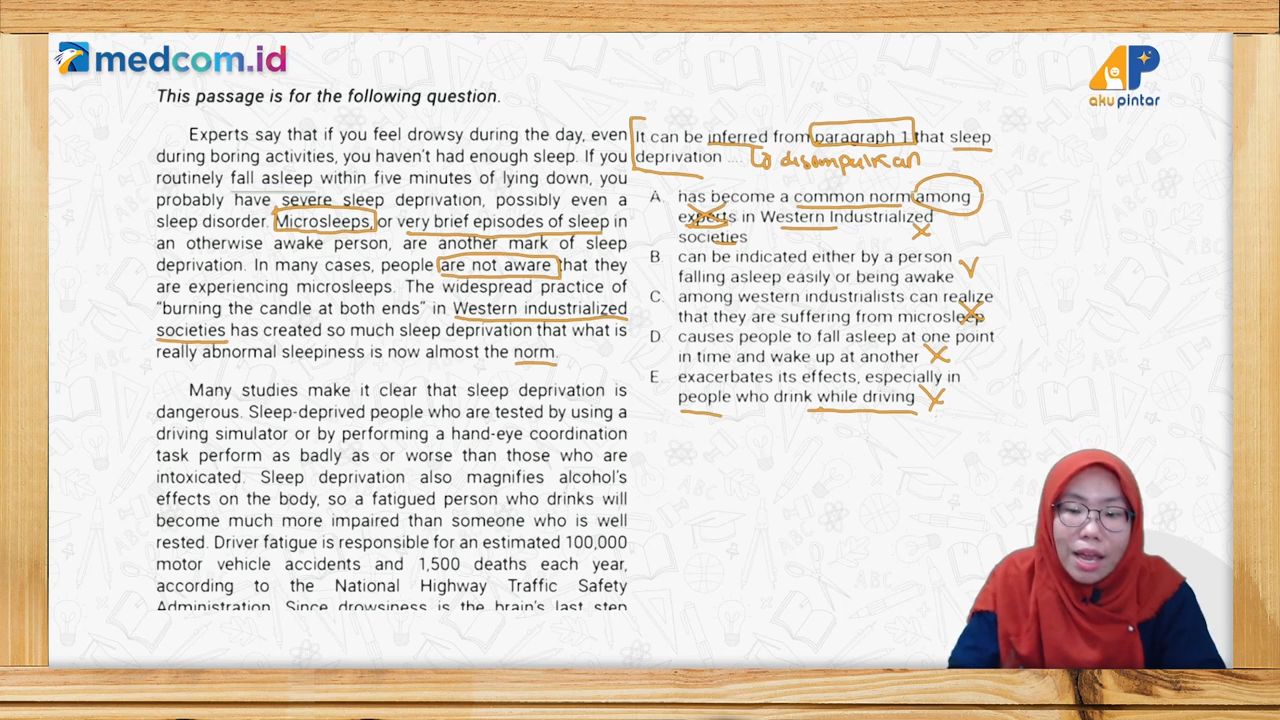 medcom.id
AP
aku pintar
This passage is for the following question.
Experts say that if you feel drowsy during the day, even
during boring activities, you haven't had enough sleep. If you
routinely fall asleep within five minutes of lying down, you
probably have severe sleep deprivation, possibly even a
sleep disorder. Microsleeps, or very brief episodes of sleep in
an otherwise awake person, are another mark of sleep
deprivation. In many cases, people are not aware that they
are experiencing microsleeps. The widespread practice of
“burning the candle at both ends” in Western industrialized
societies has created so much sleep deprivation that what is
really abnormal sleepiness is now almost the norm.
Many studies make it clear that sleep deprivation is
dangerous. Sleep-deprived people who are tested by using a
driving simulator or by performing a hand-eye coordination
task perform as badly as or worse than those who are
intoxicated. Sleep deprivation also magnifies alcohol's
effects on the body, so a fatigued person who drinks will
become much more impaired than someone who is well
rested. Driver fatigue is responsible for an estimated 100,000
motor vehicle accidents and 1,500 deaths each year,
according to the National Highway Traffic Safety
Administration. Since drowsiness is the brain's last step
It can be inferred from paragraph 1 that sleep
deprivation ....
disimpulkan
A. has become a common norm among
experts in Western Industrialized
societies
B. can be indicated either by a person
falling asleep easily or being awake
C. among western industrialists can realize
that they are suffering from microsleep
D. causes people to fall asleep at one point
in time and wake up at another
E. exacerbates its effects, especially in
people who drink while driving